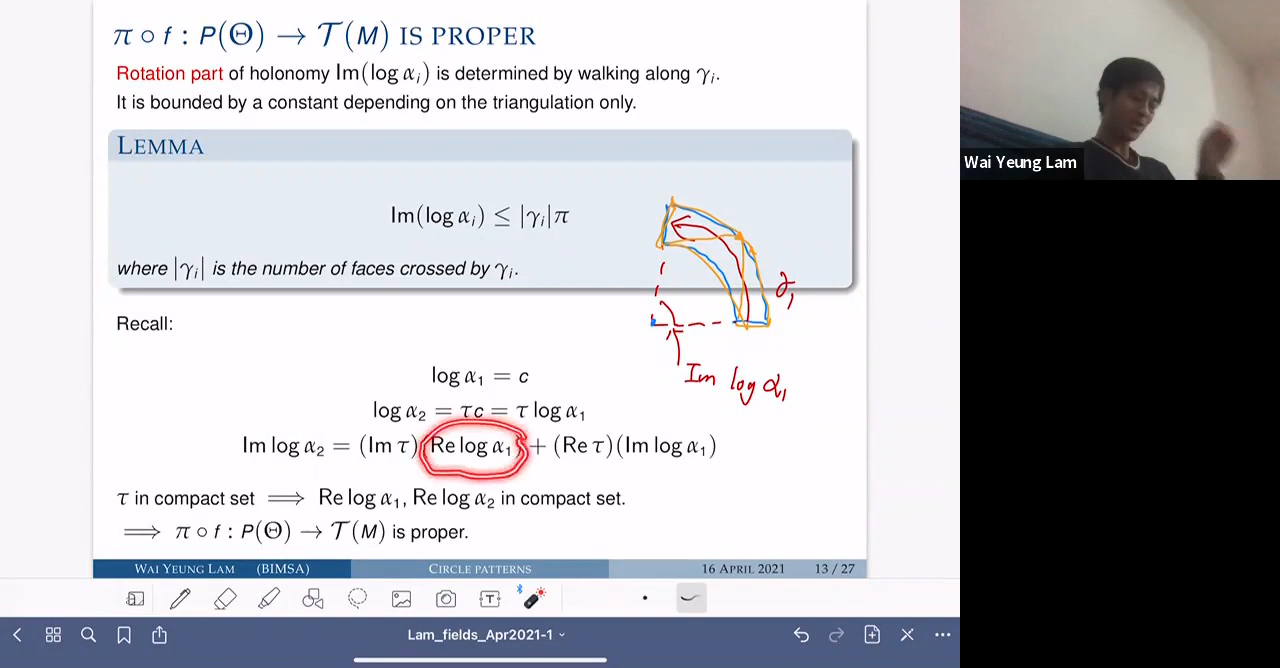 π ∘ f : P(Θ) → 𝒯(M) IS PROPER
Rotation part of holonomy Im(log αᵢ) is determined by walking along γᵢ.
It is bounded by a constant depending on the triangulation only.
LEMMA
Im(log αᵢ) ≤ |γᵢ|π
where |γᵢ| is the number of faces crossed by γᵢ.
γ₁
Im log α₁
Recall:
log α₁ = c
log α₂ = τc = τ log α₁
Im log α₂ = (Im τ)(Re log α₁) + (Re τ)(Im log α₁)
τ in compact set ⟹ Re log α₁, Re log α₂ in compact set.
⟹ π ∘ f : P(Θ) → 𝒯(M) is proper.
WAI YEUNG LAM (BIMSA) CIRCLE PATTERNS 16 APRIL 2021 13 / 27
Lam_fields_Apr2021-1
Wai Yeung Lam